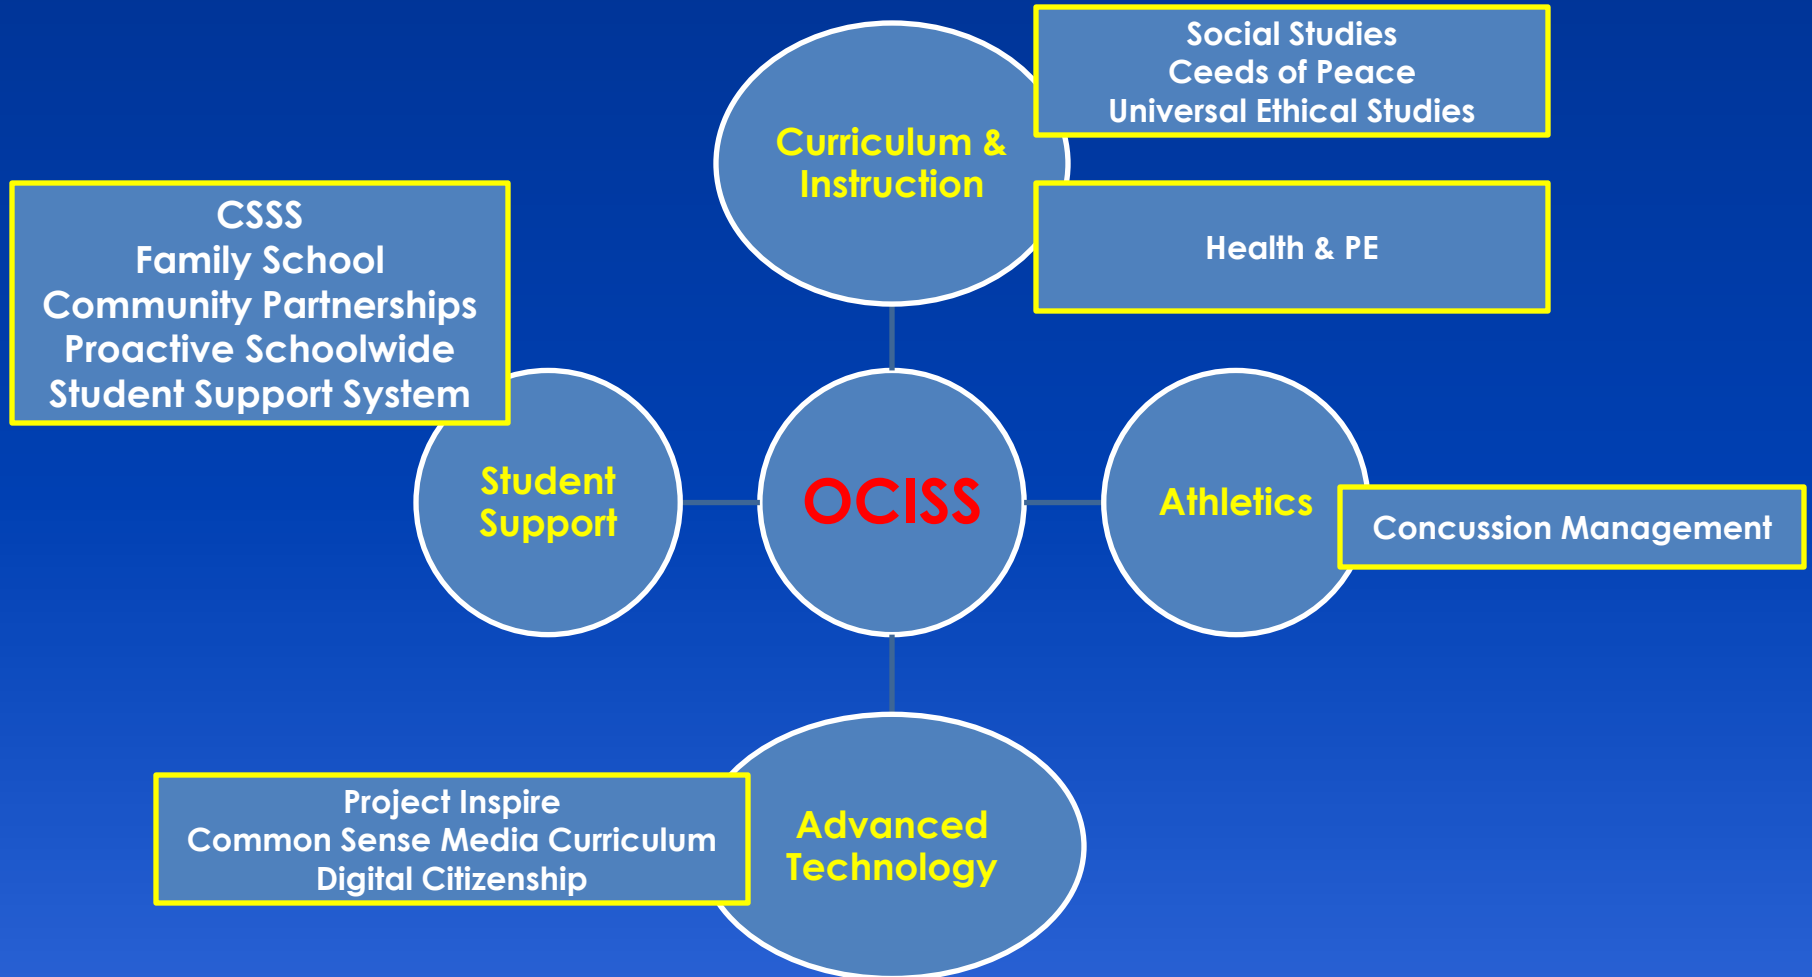 Social Studies
Ceeds of Peace
Universal Ethical Studies
Curriculum &
Instruction
Health & PE
CSSS
Family School
Community Partnerships
Proactive Schoolwide
Student Support System
Student
Support
OCISS
Athletics
Concussion Management
Project Inspire
Common Sense Media Curriculum
Digital Citizenship
Advanced
Technology